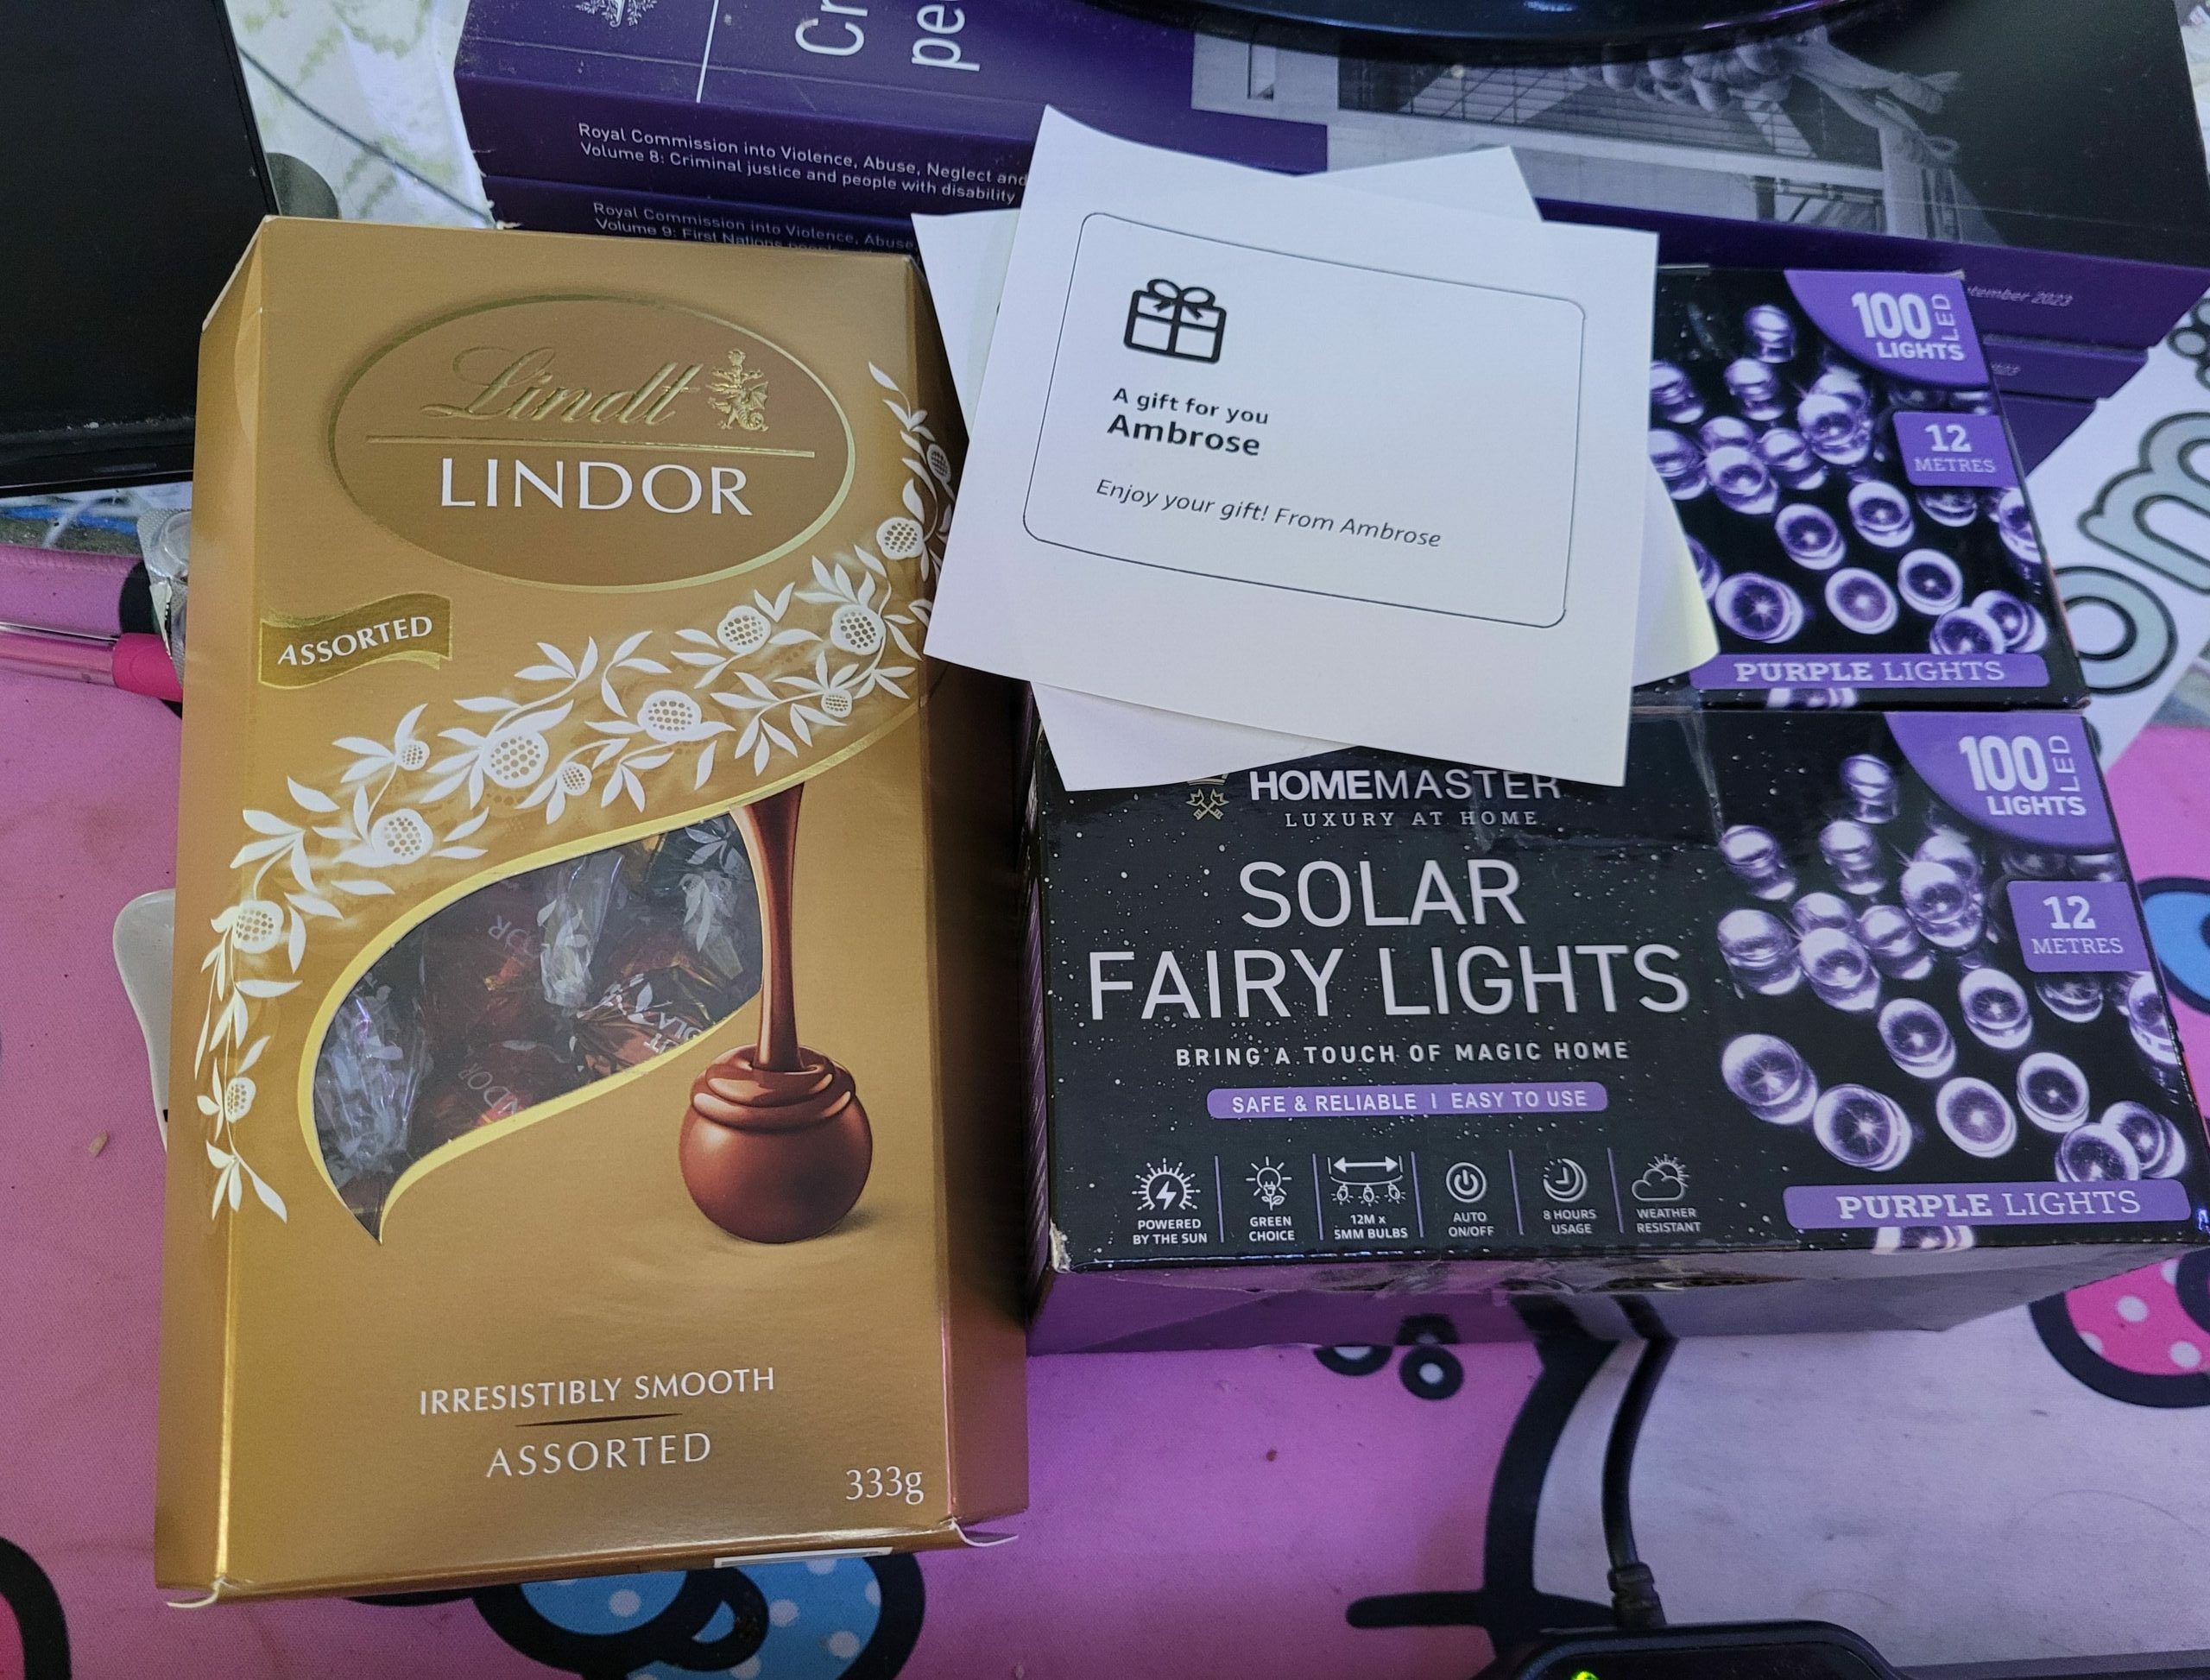 Cr
pe
Royal Commission into Violence, Abuse, Neglect and
Volume 8: Criminal justice and people with disability
Royal Commission into Violence, Abuse,
Volume 9: First Nations people
2023
Lindt
LINDOR
ASSORTED
IRRESISTIBLY SMOOTH
ASSORTED
333g
A gift for you
Ambrose
Enjoy your gift! From Ambrose
100 LED
LIGHTS
12
METRES
PURPLE LIGHTS
HOMEMASTER
LUXURY AT HOME
SOLAR
FAIRY LIGHTS
BRING A TOUCH OF MAGIC HOME
SAFE & RELIABLE | EASY TO USE
POWERED
BY THE SUN
GREEN
CHOICE
12M x
5MM BULBS
AUTO
ON/OFF
8 HOURS
USAGE
WEATHER
RESISTANT
100 LED
LIGHTS
12
METRES
PURPLE LIGHTS